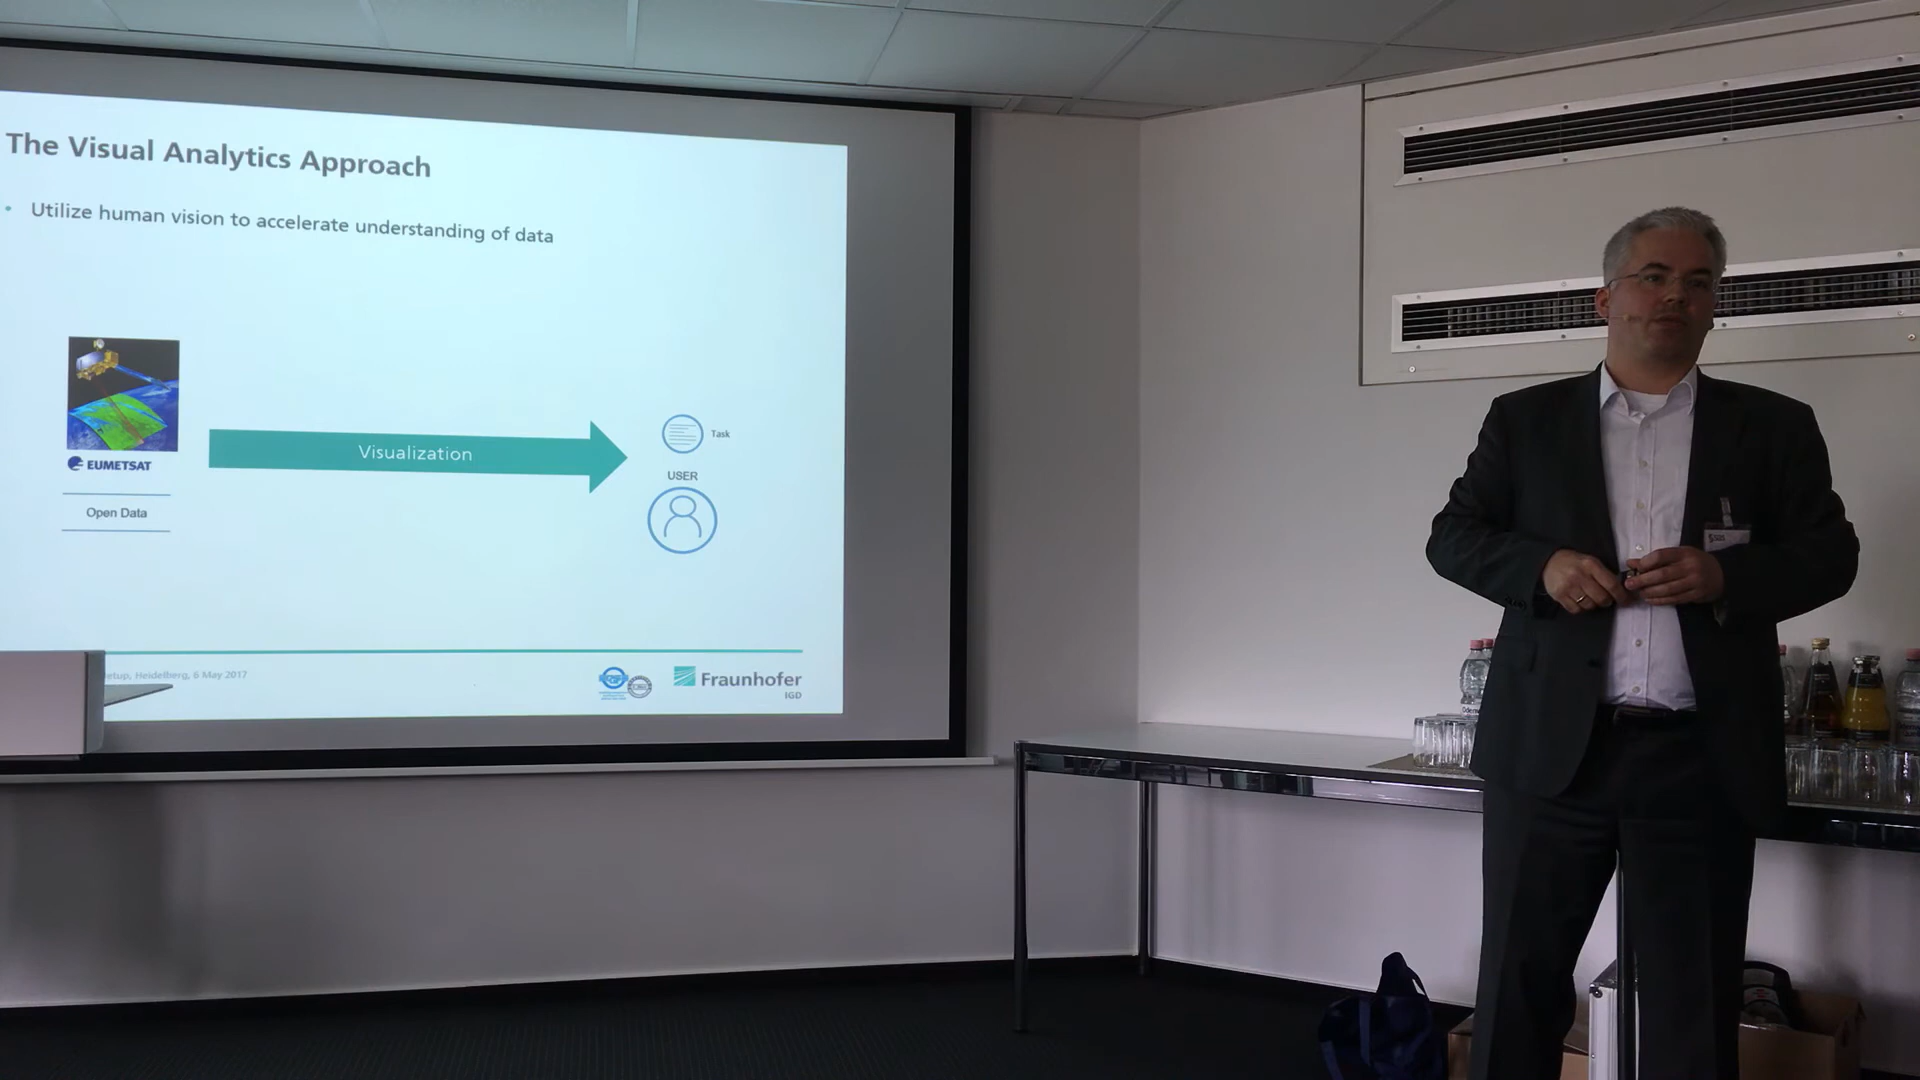 The Visual Analytics Approach
• Utilize human vision to accelerate understanding of data
EUMETSAT
Open Data
Visualization
Task
USER
etup, Heidelberg, 6 May 2017
Fraunhofer
IGD